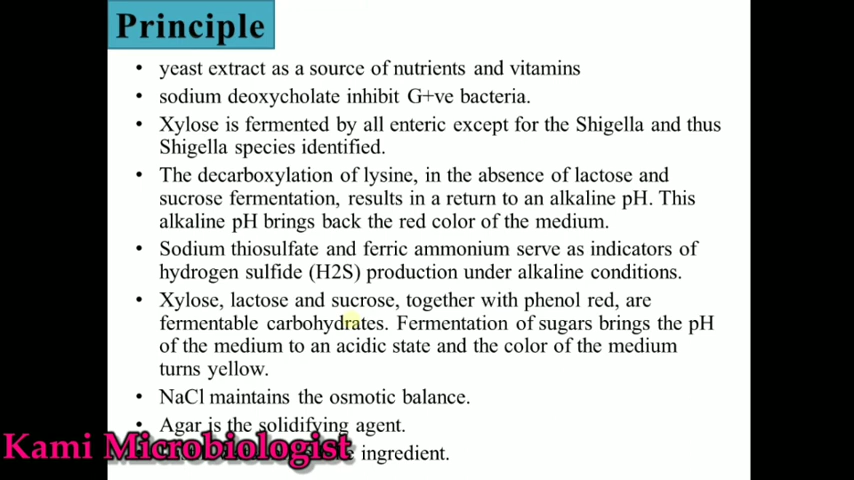 Principle
• yeast extract as a source of nutrients and vitamins
• sodium deoxycholate inhibit G+ve bacteria.
• Xylose is fermented by all enteric except for the Shigella and thus
Shigella species identified.
• The decarboxylation of lysine, in the absence of lactose and
sucrose fermentation, results in a return to an alkaline pH. This
alkaline pH brings back the red color of the medium.
• Sodium thiosulfate and ferric ammonium serve as indicators of
hydrogen sulfide (H2S) production under alkaline conditions.
• Xylose, lactose and sucrose, together with phenol red, are
fermentable carbohydrates. Fermentation of sugars brings the pH
of the medium to an acidic state and the color of the medium
turns yellow.
• NaCl maintains the osmotic balance.
• Agar is the solidifying agent.
ingredient.
Kami Microbiologist